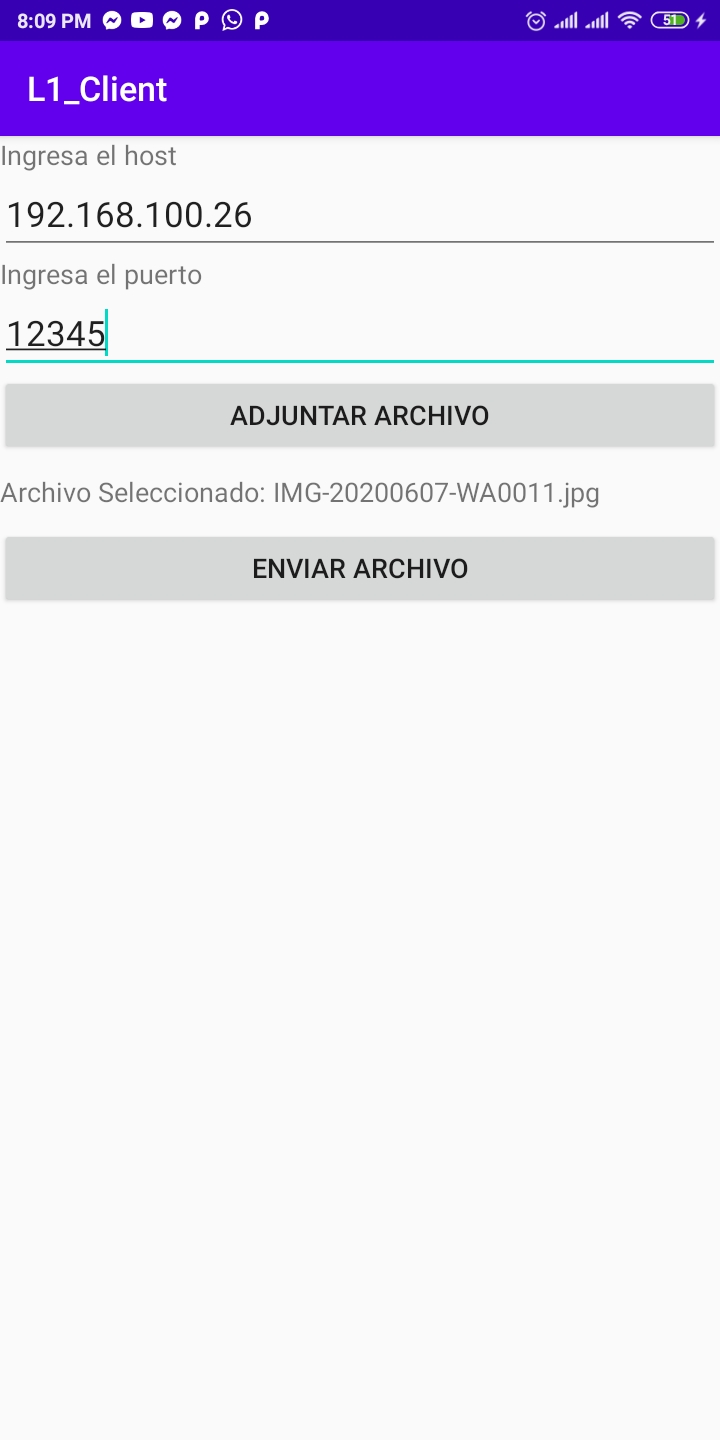 8:09 PM
51
L1_Client
Ingresa el host
192.168.100.26
Ingresa el puerto
12345
ADJUNTAR ARCHIVO
Archivo Seleccionado: IMG-20200607-WA0011.jpg
ENVIAR ARCHIVO